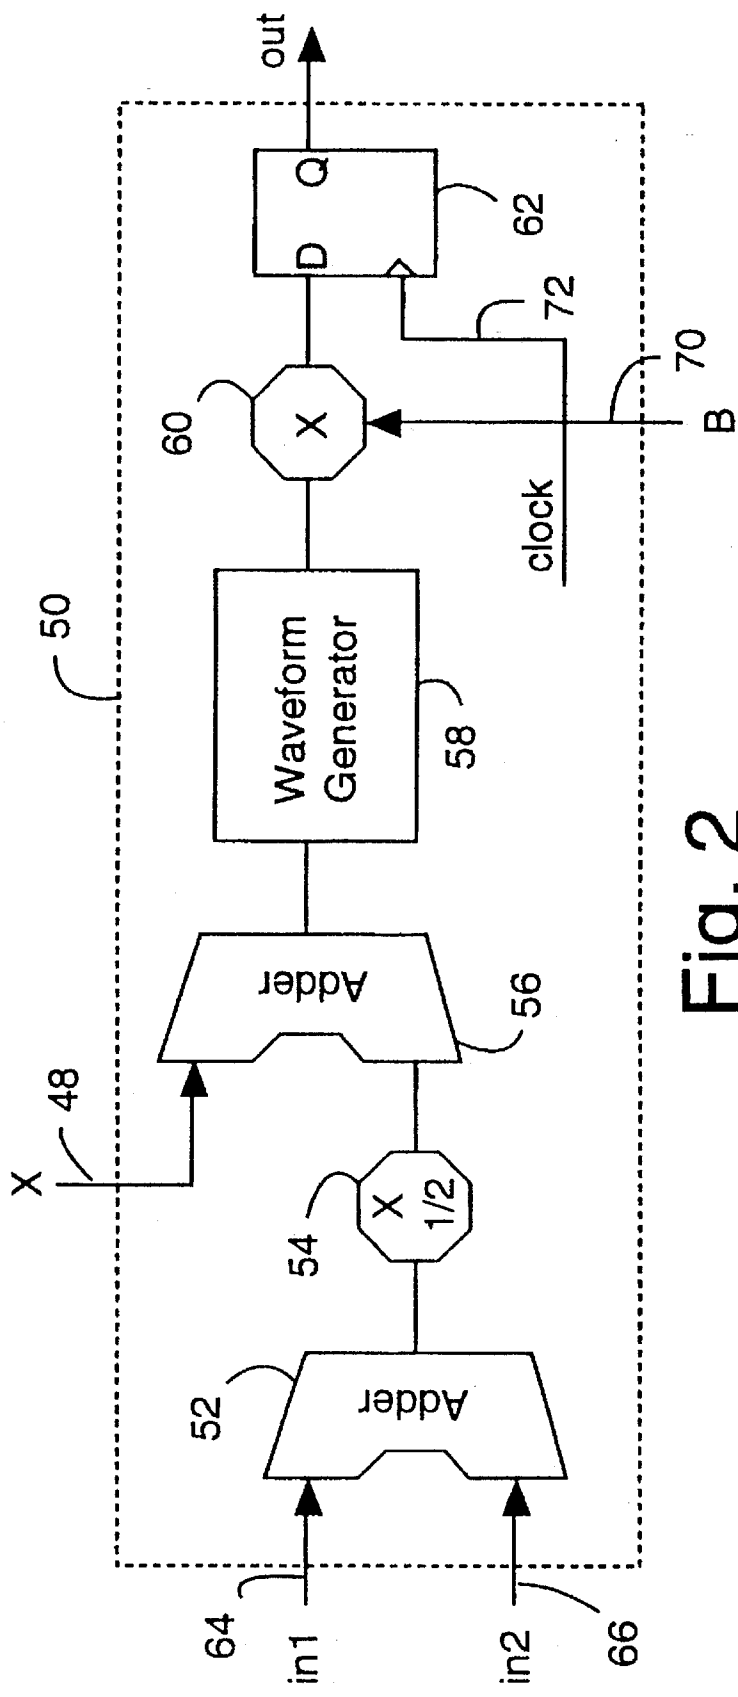 50
X
48
60
out
in1
64
in2
66
52
Adder
54
X
1/2
Adder
56
Waveform
Generator
58
X
D
Q
62
clock
72
70
B
Fig. 2